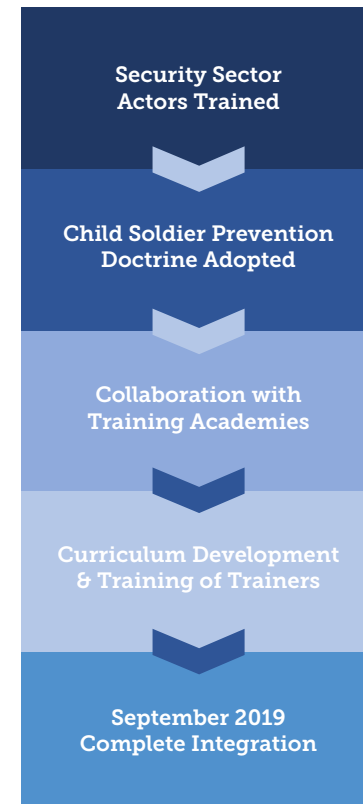 Security Sector
Actors Trained
Child Soldier Prevention
Doctrine Adopted
Collaboration with
Training Academies
Curriculum Development
& Training of Trainers
September 2019
Complete Integration